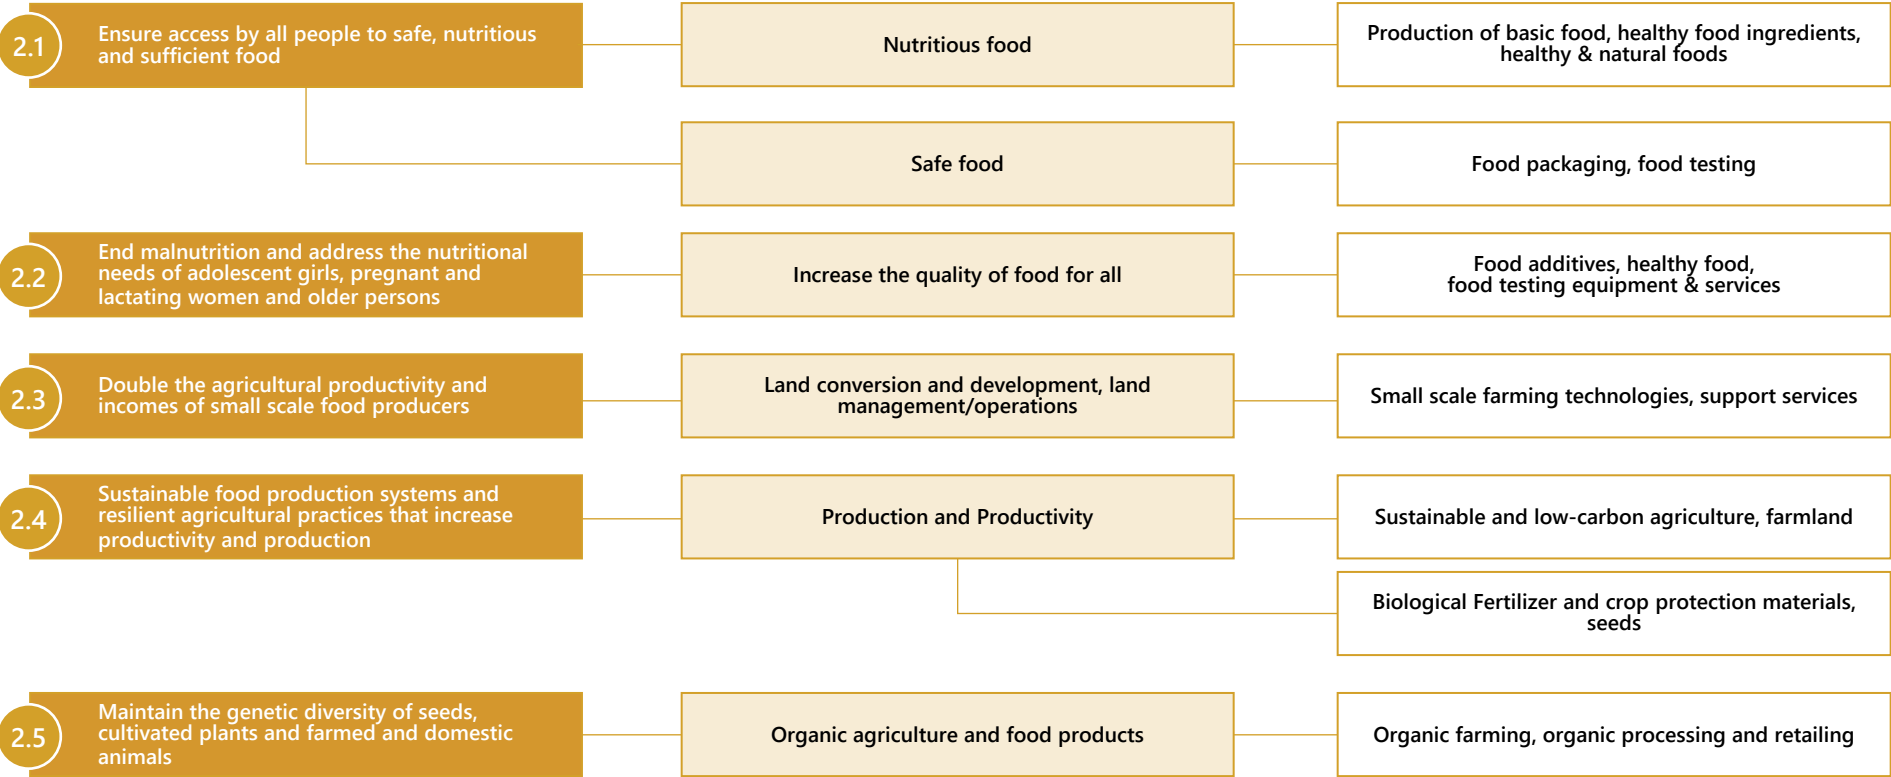 2.1
Ensure access by all people to safe, nutritious
and sufficient food
Nutritious food
Production of basic food, healthy food ingredients,
healthy & natural foods
Safe food
Food packaging, food testing
2.2
End malnutrition and address the nutritional
needs of adolescent girls, pregnant and
lactating women and older persons
Increase the quality of food for all
Food additives, healthy food,
food testing equipment & services
2.3
Double the agricultural productivity and
incomes of small scale food producers
Land conversion and development, land
management/operations
Small scale farming technologies, support services
2.4
Sustainable food production systems and
resilient agricultural practices that increase
productivity and production
Production and Productivity
Sustainable and low-carbon agriculture, farmland
Biological Fertilizer and crop protection materials,
seeds
2.5
Maintain the genetic diversity of seeds,
cultivated plants and farmed and domestic
animals
Organic agriculture and food products
Organic farming, organic processing and retailing